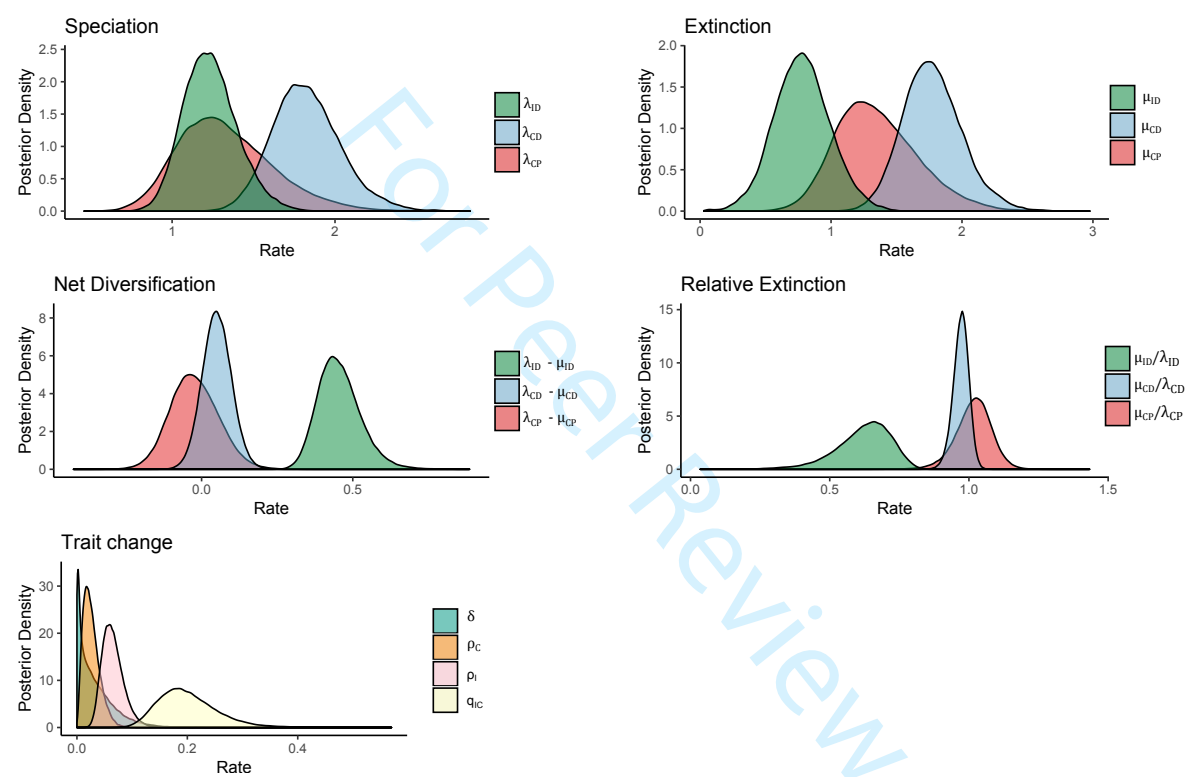 Speciation
Posterior Density
2.5
2.0
1.5
1.0
0.5
0.0
1
2
Rate
λID
λCD
λCP
Extinction
Posterior Density
2.0
1.5
1.0
0.5
0.0
0
1
2
3
Rate
μID
μCD
μCP
Net Diversification
Posterior Density
8
6
4
2
0
0.0
0.5
Rate
λID - μID
λCD - μCD
λCP - μCP
Relative Extinction
Posterior Density
15
10
5
0
0.0
0.5
1.0
1.5
Rate
μID/λID
μCD/λCD
μCP/λCP
Trait change
Posterior Density
30
20
10
0
0.0
0.2
0.4
Rate
δ
ρC
ρI
qIC
For Peer Review